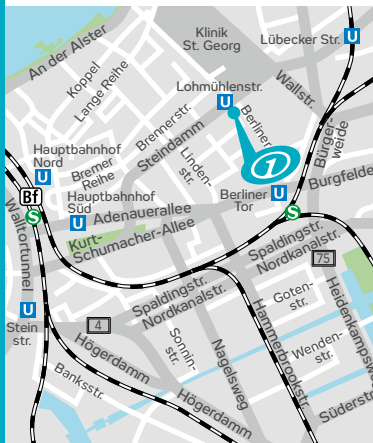 Klinik
St. Georg
Lübecker Str.
U
An der Alster
Koppel
Lange Reihe
Lohmühlenstr.
U
Wallstr.
Brennerstr.
Steindamm
Berliner
Bürger-
weide
Hauptbahnhof
Nord
U
Bremer
Reihe
Linden-
str.
1
Burgfelde
Bf
Hauptbahnhof
Süd
U
Berliner
Tor
U
S
S
Adenauerallee
Walltortunnel
Kurt-
Schumacher-Allee
Spaldingstr.
Nordkanalstr.
75
U
Stein
str.
Spaldingstr.
Nordkanalstr.
4
Goten-
str.
Heidenkampsweg
Sonnin-
str.
Hammerbrookstr.
Högerdamm
Nagelsweg
Wenden-
str.
Banksstr.
Högerdamm
Süderstr